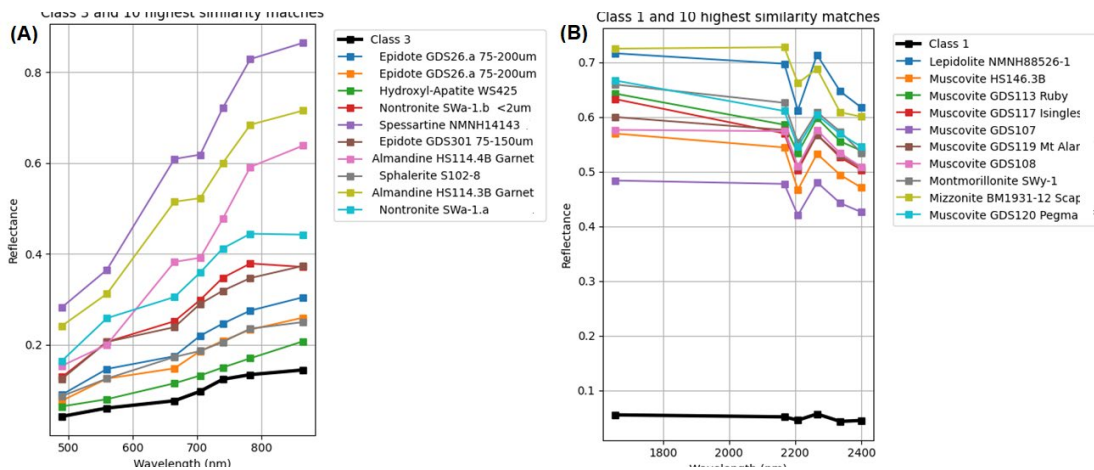 (A)
Class 3 and 10 highest similarity matches
Reflectance
0.8
0.6
0.4
0.2
500 600 700 800
Wavelength (nm)
Class 3
Epidote GDS26.a 75-200um
Epidote GDS26.a 75-200um
Hydroxyl-Apatite WS425
Nontronite SWa-1.b <2um
Spessartine NMNH14143
Epidote GDS301 75-150um
Almandine HS114.4B Garnet
Sphalerite S102-8
Almandine HS114.3B Garnet
Nontronite SWa-1.a
(B)
Class 1 and 10 highest similarity matches
Reflectance
0.7
0.6
0.5
0.4
0.3
0.2
0.1
1800 2000 2200 2400
Wavelength (nm)
Class 1
Lepidolite NMNH88526-1
Muscovite HS146.3B
Muscovite GDS113 Ruby
Muscovite GDS117 Isingles
Muscovite GDS107
Muscovite GDS119 Mt Alar
Muscovite GDS108
Montmorillonite SWy-1
Mizzonite BM1931-12 Scap
Muscovite GDS120 Pegma